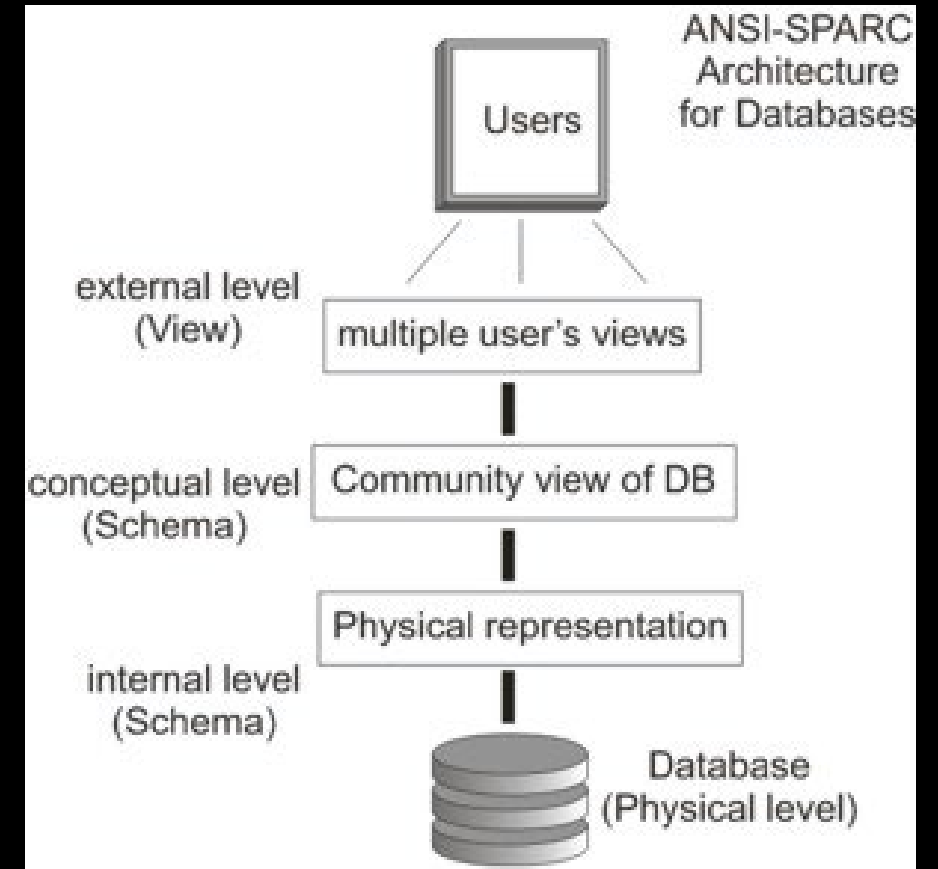 ANSI-SPARC
Architecture
for Databases
Users
external level
(View)
multiple user's views
conceptual level
(Schema)
Community view of DB
Physical representation
internal level
(Schema)
Database
(Physical level)